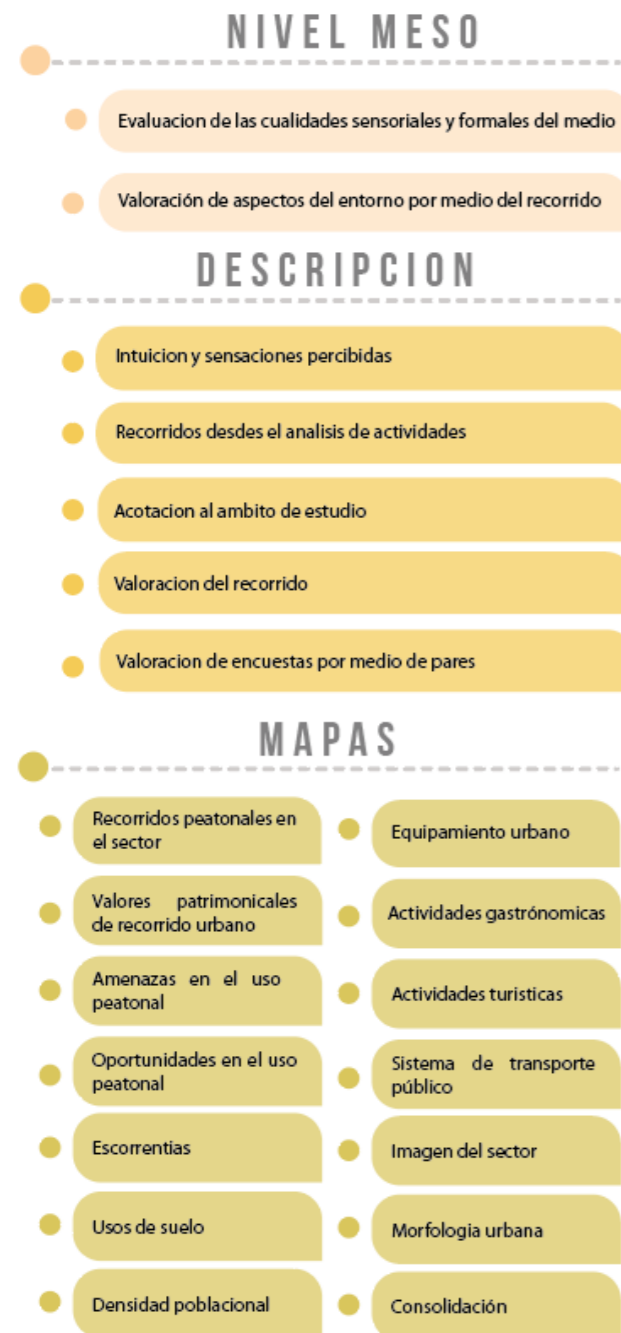 NIVEL MESO
Evaluacion de las cualidades sensoriales y formales del medio
Valoración de aspectos del entorno por medio del recorrido
DESCRIPCION
Intuicion y sensaciones percibidas
Recorridos desdes el analisis de actividades
Acotacion al ambito de estudio
Valoracion del recorrido
Valoracion de encuestas por medio de pares
MAPAS
Recorridos peatonales en
el sector
Valores patrimonicales
de recorrido urbano
Amenazas en el uso
peatonal
Oportunidades en el uso
peatonal
Escorrentias
Usos de suelo
Densidad poblacional
Equipamiento urbano
Actividades gastrónomicas
Actividades turisticas
Sistema de transporte
público
Imagen del sector
Morfologia urbana
Consolidación